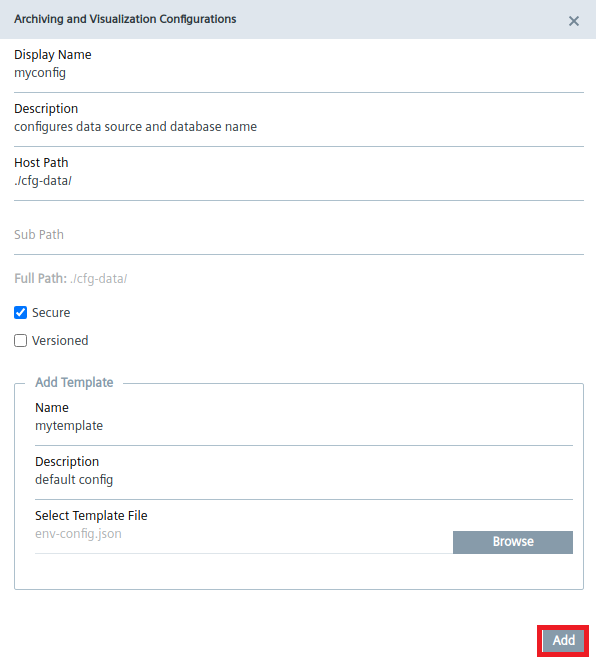 Archiving and Visualization Configurations
Display Name
myconfig
Description
configures data source and database name
Host Path
./cfg-data/
Sub Path
Full Path: ./cfg-data/
Secure
Versioned
Add Template
Name
mytemplate
Description
default config
Select Template File
env-config.json
Browse
Add